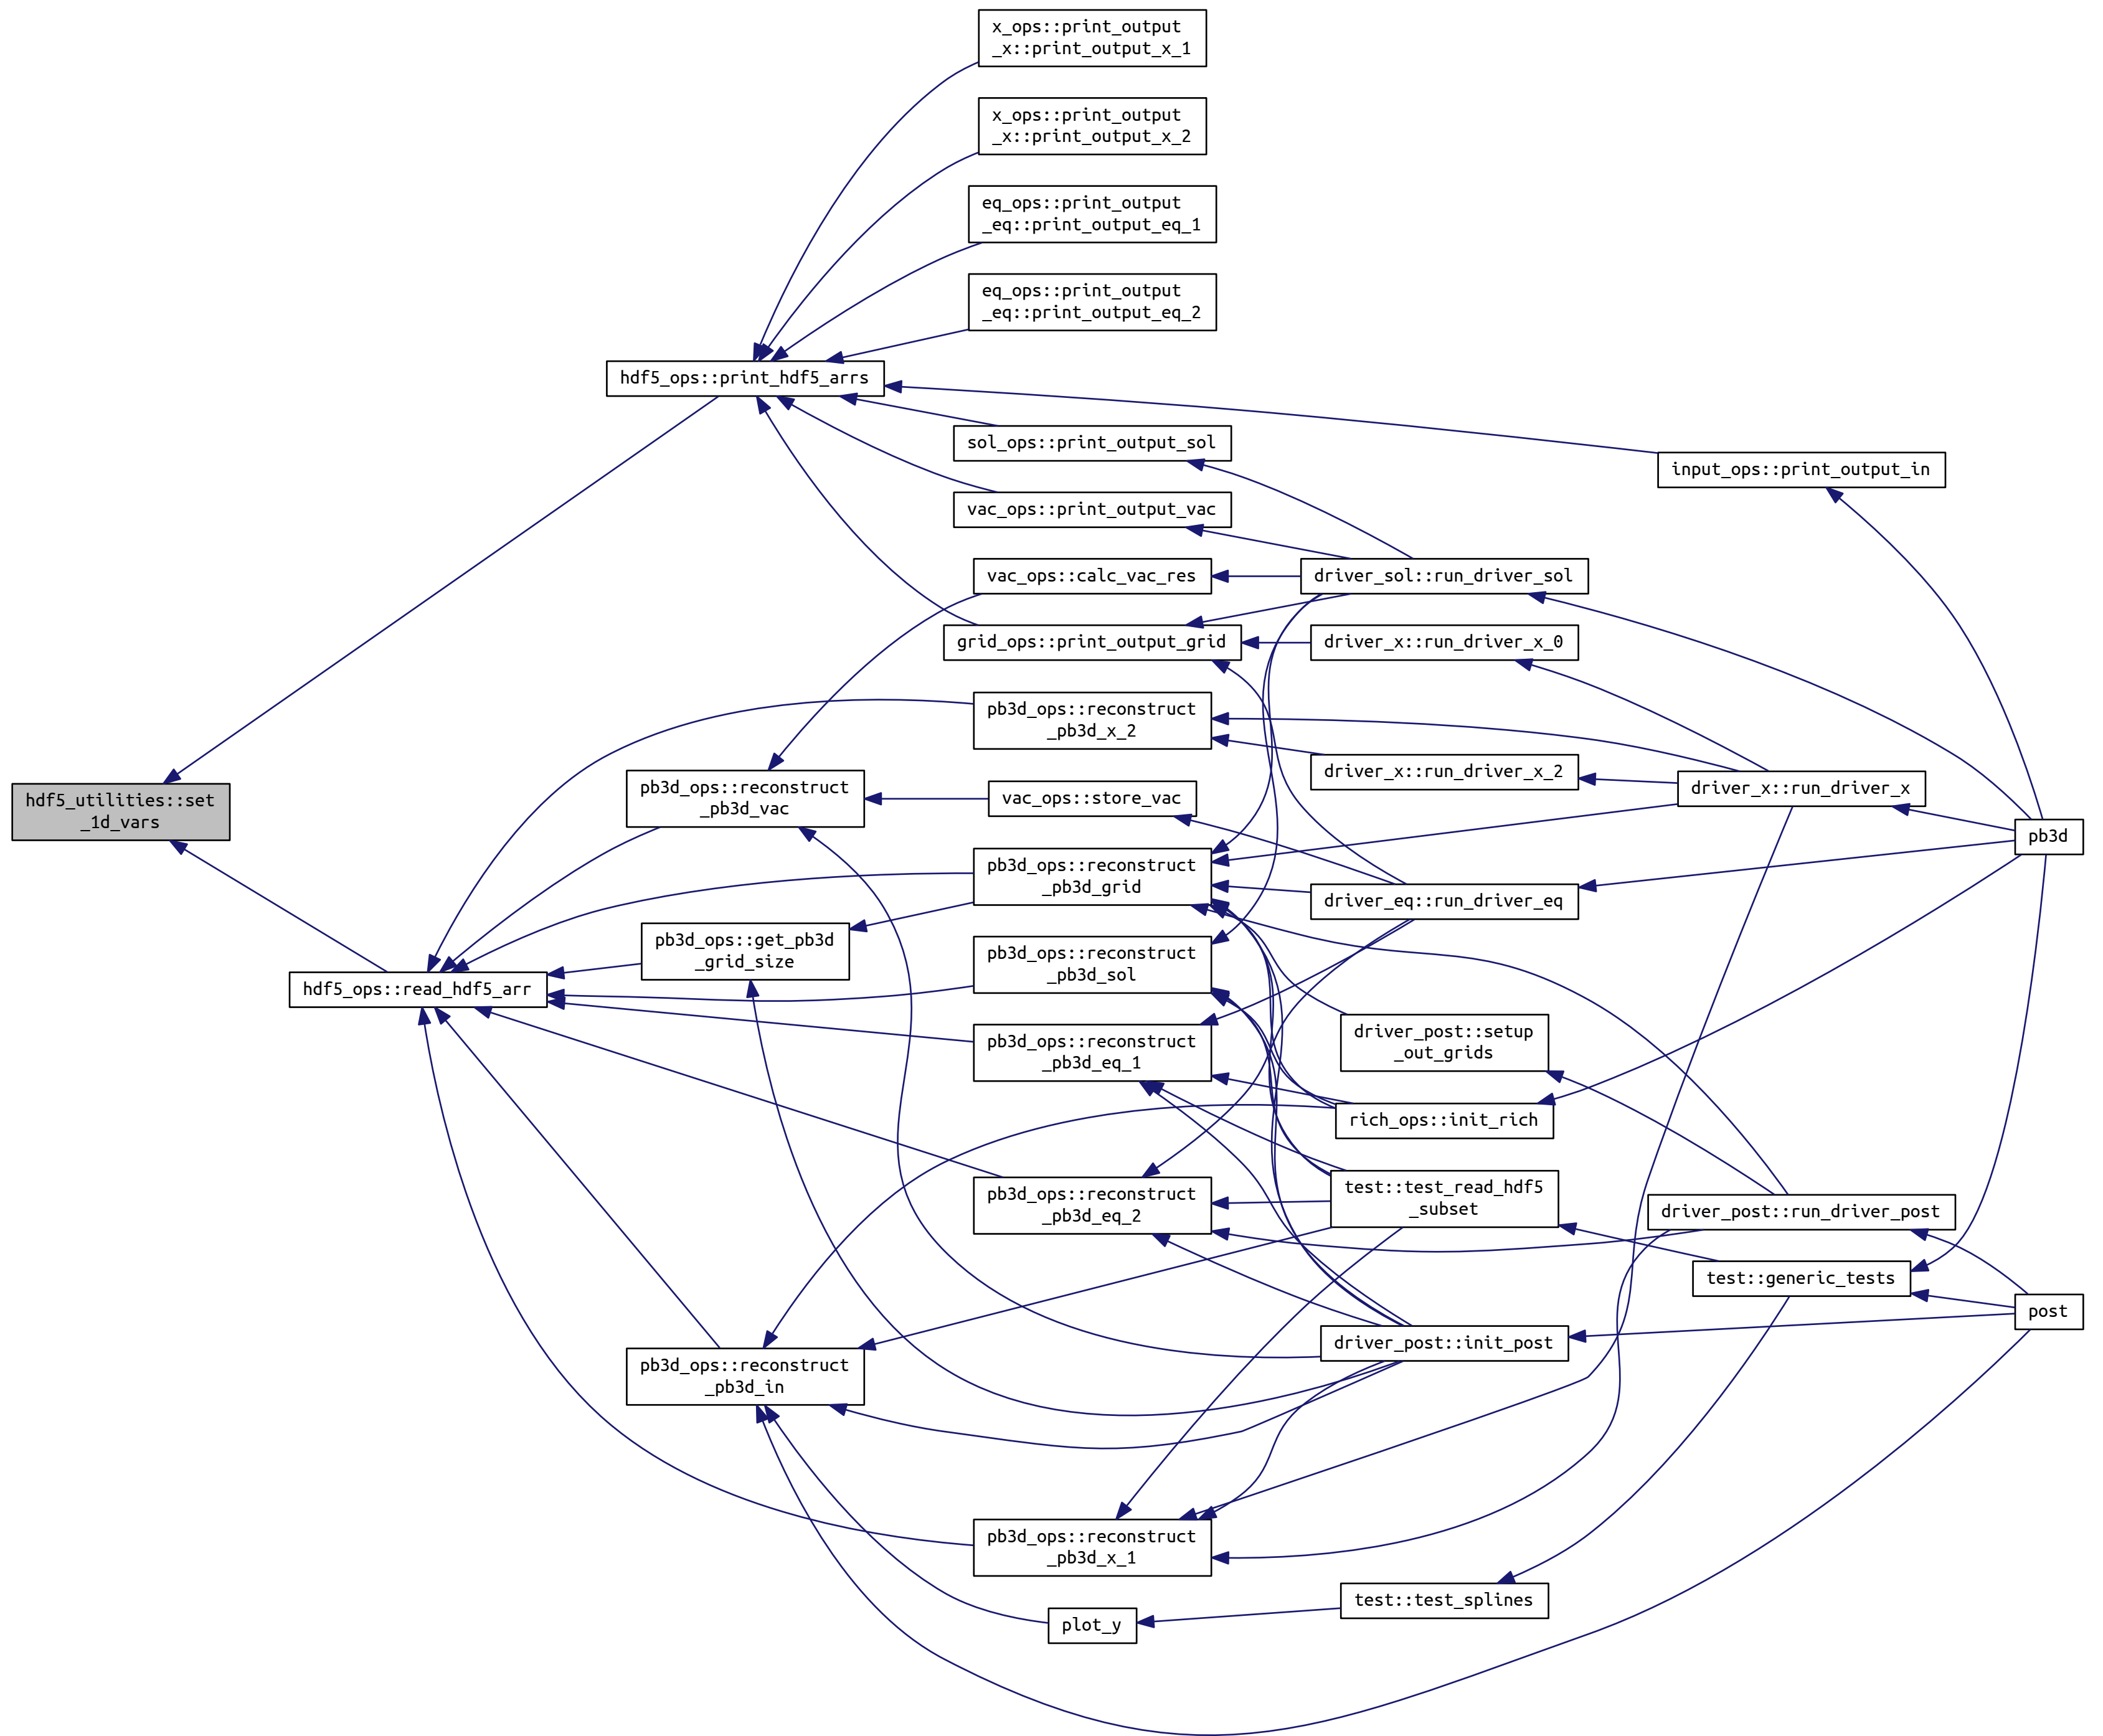 x_ops::print_output
_x::print_output_x_1
x_ops::print_output
_x::print_output_x_2
eq_ops::print_output
_eq::print_output_eq_1
eq_ops::print_output
_eq::print_output_eq_2
hdf5_ops::print_hdf5_arrs
sol_ops::print_output_sol
input_ops::print_output_in
vac_ops::print_output_vac
vac_ops::calc_vac_res
driver_sol::run_driver_sol
grid_ops::print_output_grid
driver_x::run_driver_x_0
pb3d_ops::reconstruct
_pb3d_x_2
driver_x::run_driver_x_2
driver_x::run_driver_x
hdf5_utilities::set
_1d_vars
pb3d_ops::reconstruct
_pb3d_vac
vac_ops::store_vac
pb3d
pb3d_ops::reconstruct
_pb3d_grid
driver_eq::run_driver_eq
pb3d_ops::get_pb3d
_grid_size
pb3d_ops::reconstruct
_pb3d_sol
hdf5_ops::read_hdf5_arr
driver_post::setup
_out_grids
pb3d_ops::reconstruct
_pb3d_eq_1
rich_ops::init_rich
pb3d_ops::reconstruct
_pb3d_eq_2
test::test_read_hdf5
_subset
driver_post::run_driver_post
test::generic_tests
post
driver_post::init_post
pb3d_ops::reconstruct
_pb3d_in
pb3d_ops::reconstruct
_pb3d_x_1
test::test_splines
plot_y